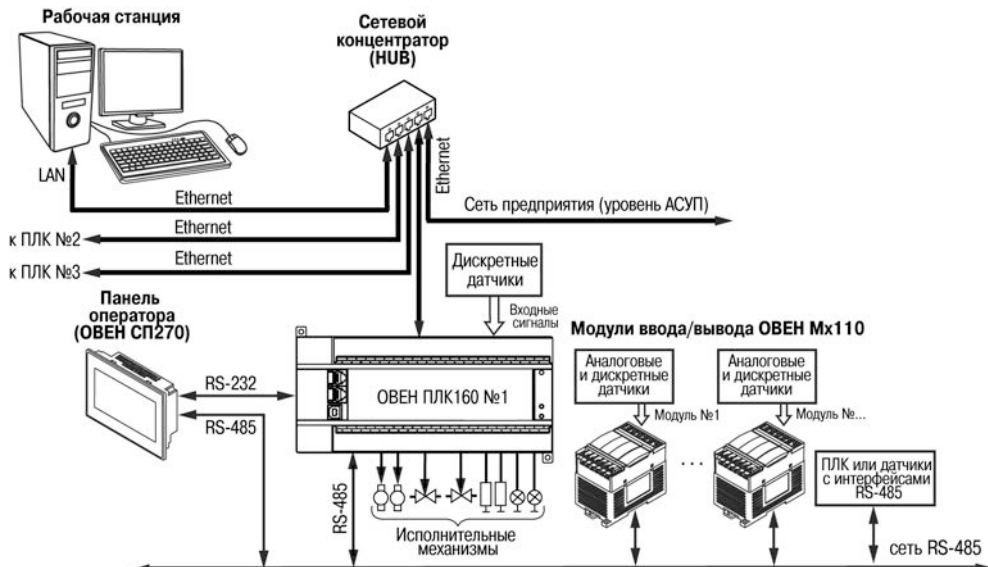 Рабочая станция
Сетевой
концентратор
(HUB)
LAN
Ethernet
Ethernet
Сеть предприятия (уровень АСУП)
Ethernet
к ПЛК №2
Ethernet
к ПЛК №3
Дискретные
датчики
Входные
сигналы
Панель
оператора
(ОВЕН СП270)
RS-232
RS-485
ОВЕН ПЛК160 №1
RS-485
Исполнительные
механизмы
Модули ввода/вывода ОВЕН Мх110
Аналоговые
и дискретные
датчики
Модуль №1
Аналоговые
и дискретные
датчики
Модуль №...
...
ПЛК или датчики
с интерфейсами
RS-485
сеть RS-485